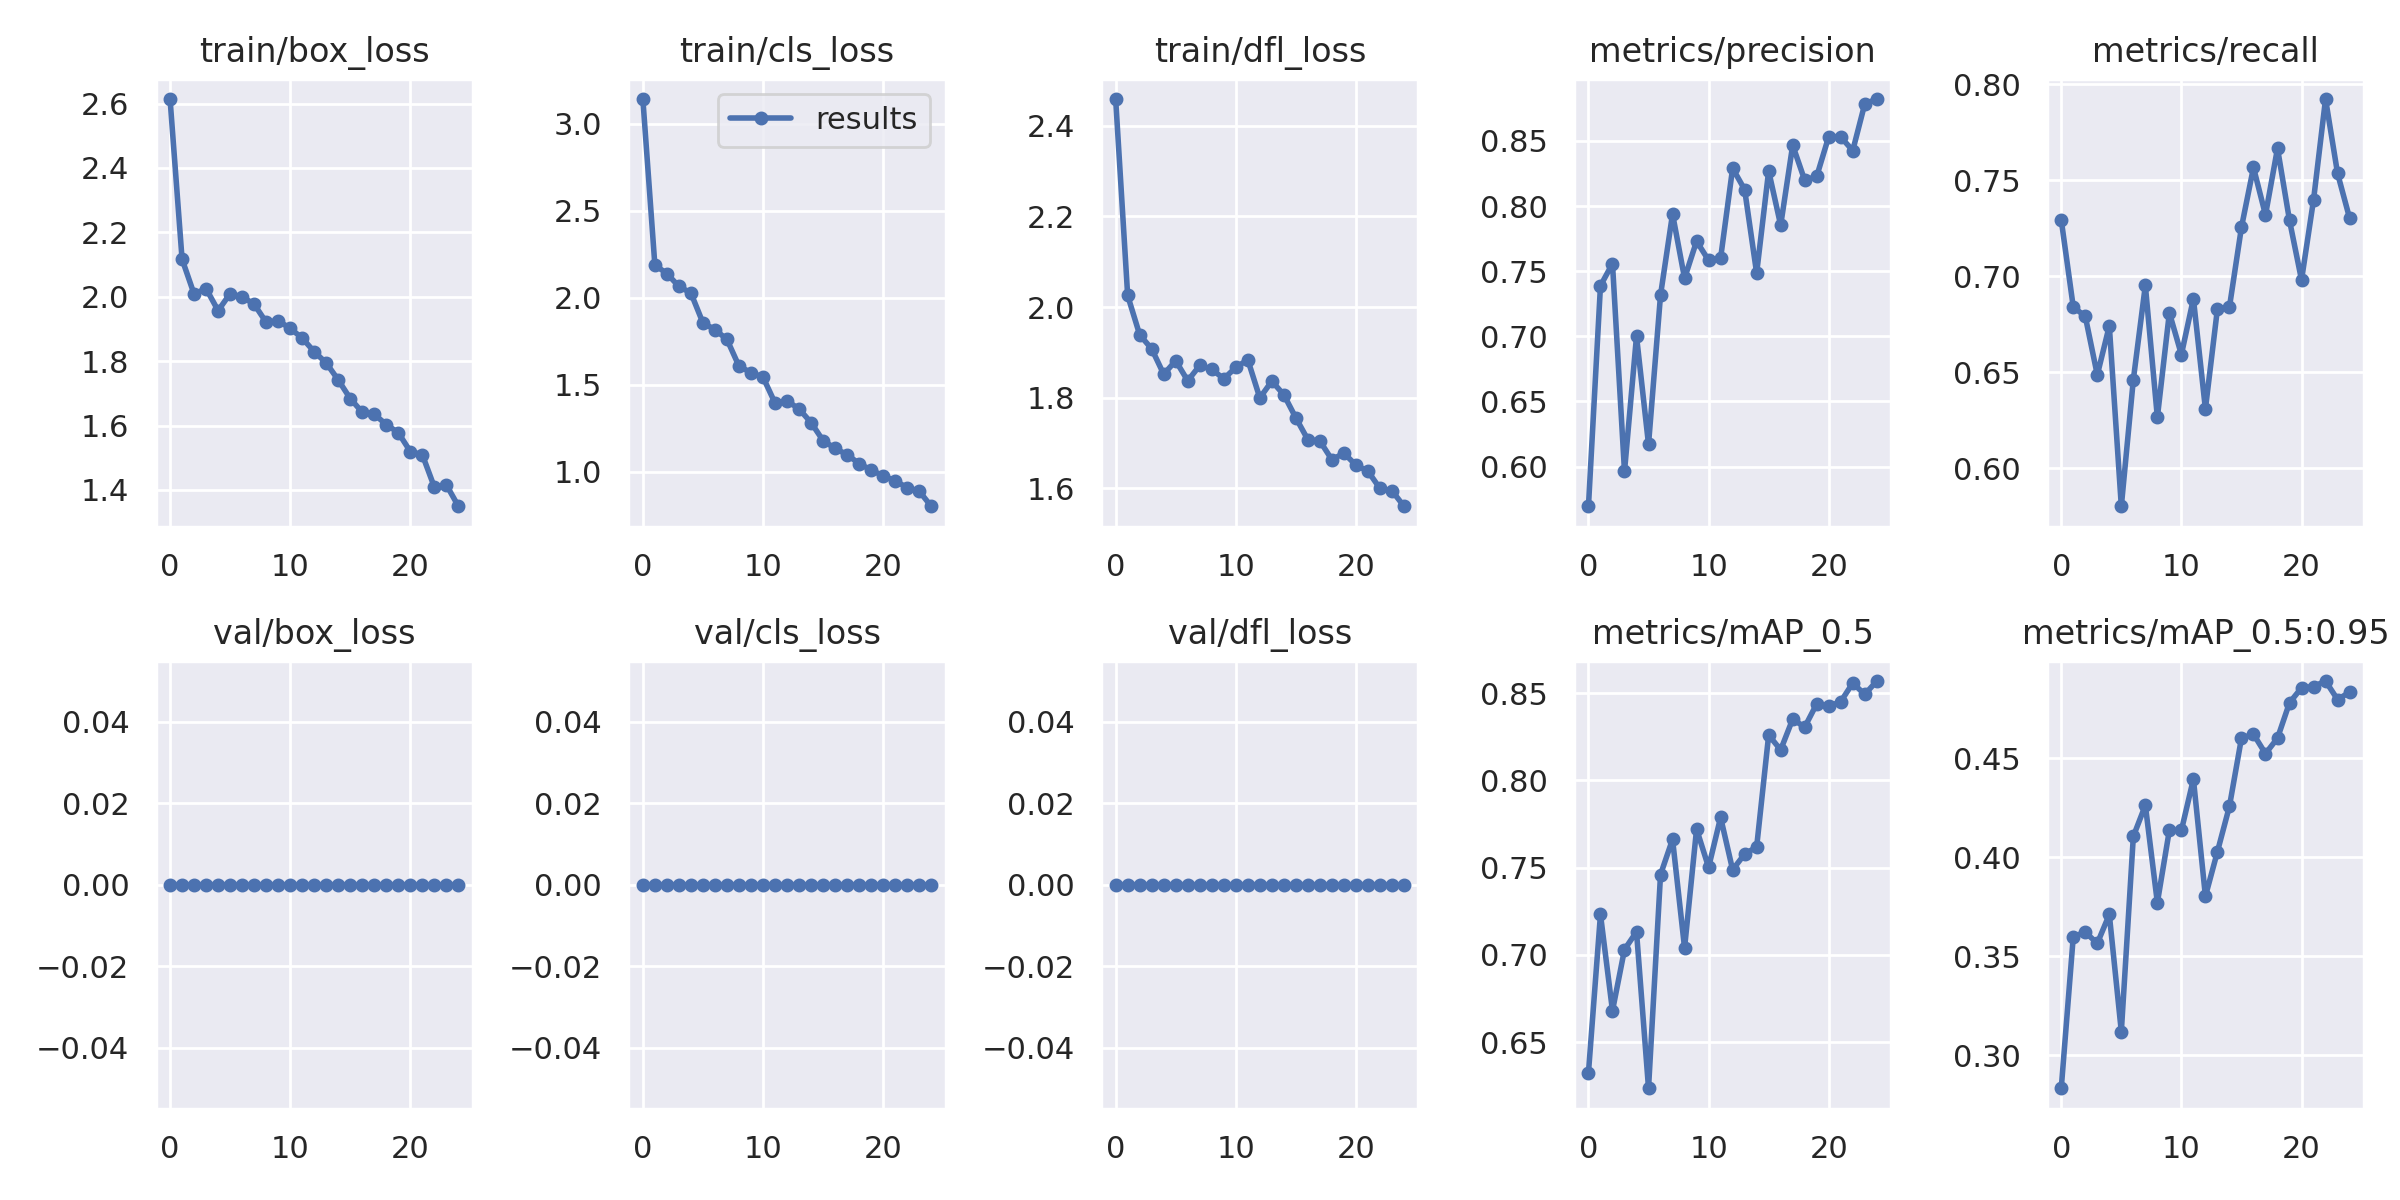 train/box_loss
2.6
2.4
2.2
2.0
1.8
1.6
1.4
0 10 20
train/cls_loss
results
3.0
2.5
2.0
1.5
1.0
0 10 20
train/dfl_loss
2.4
2.2
2.0
1.8
1.6
0 10 20
metrics/precision
0.85
0.80
0.75
0.70
0.65
0.60
0 10 20
metrics/recall
0.80
0.75
0.70
0.65
0.60
0 10 20
val/box_loss
0.04
0.02
0.00
−0.02
−0.04
0 10 20
val/cls_loss
0.04
0.02
0.00
−0.02
−0.04
0 10 20
val/dfl_loss
0.04
0.02
0.00
−0.02
−0.04
0 10 20
metrics/mAP_0.5
0.85
0.80
0.75
0.70
0.65
0 10 20
metrics/mAP_0.5:0.95
0.45
0.40
0.35
0.30
0 10 20